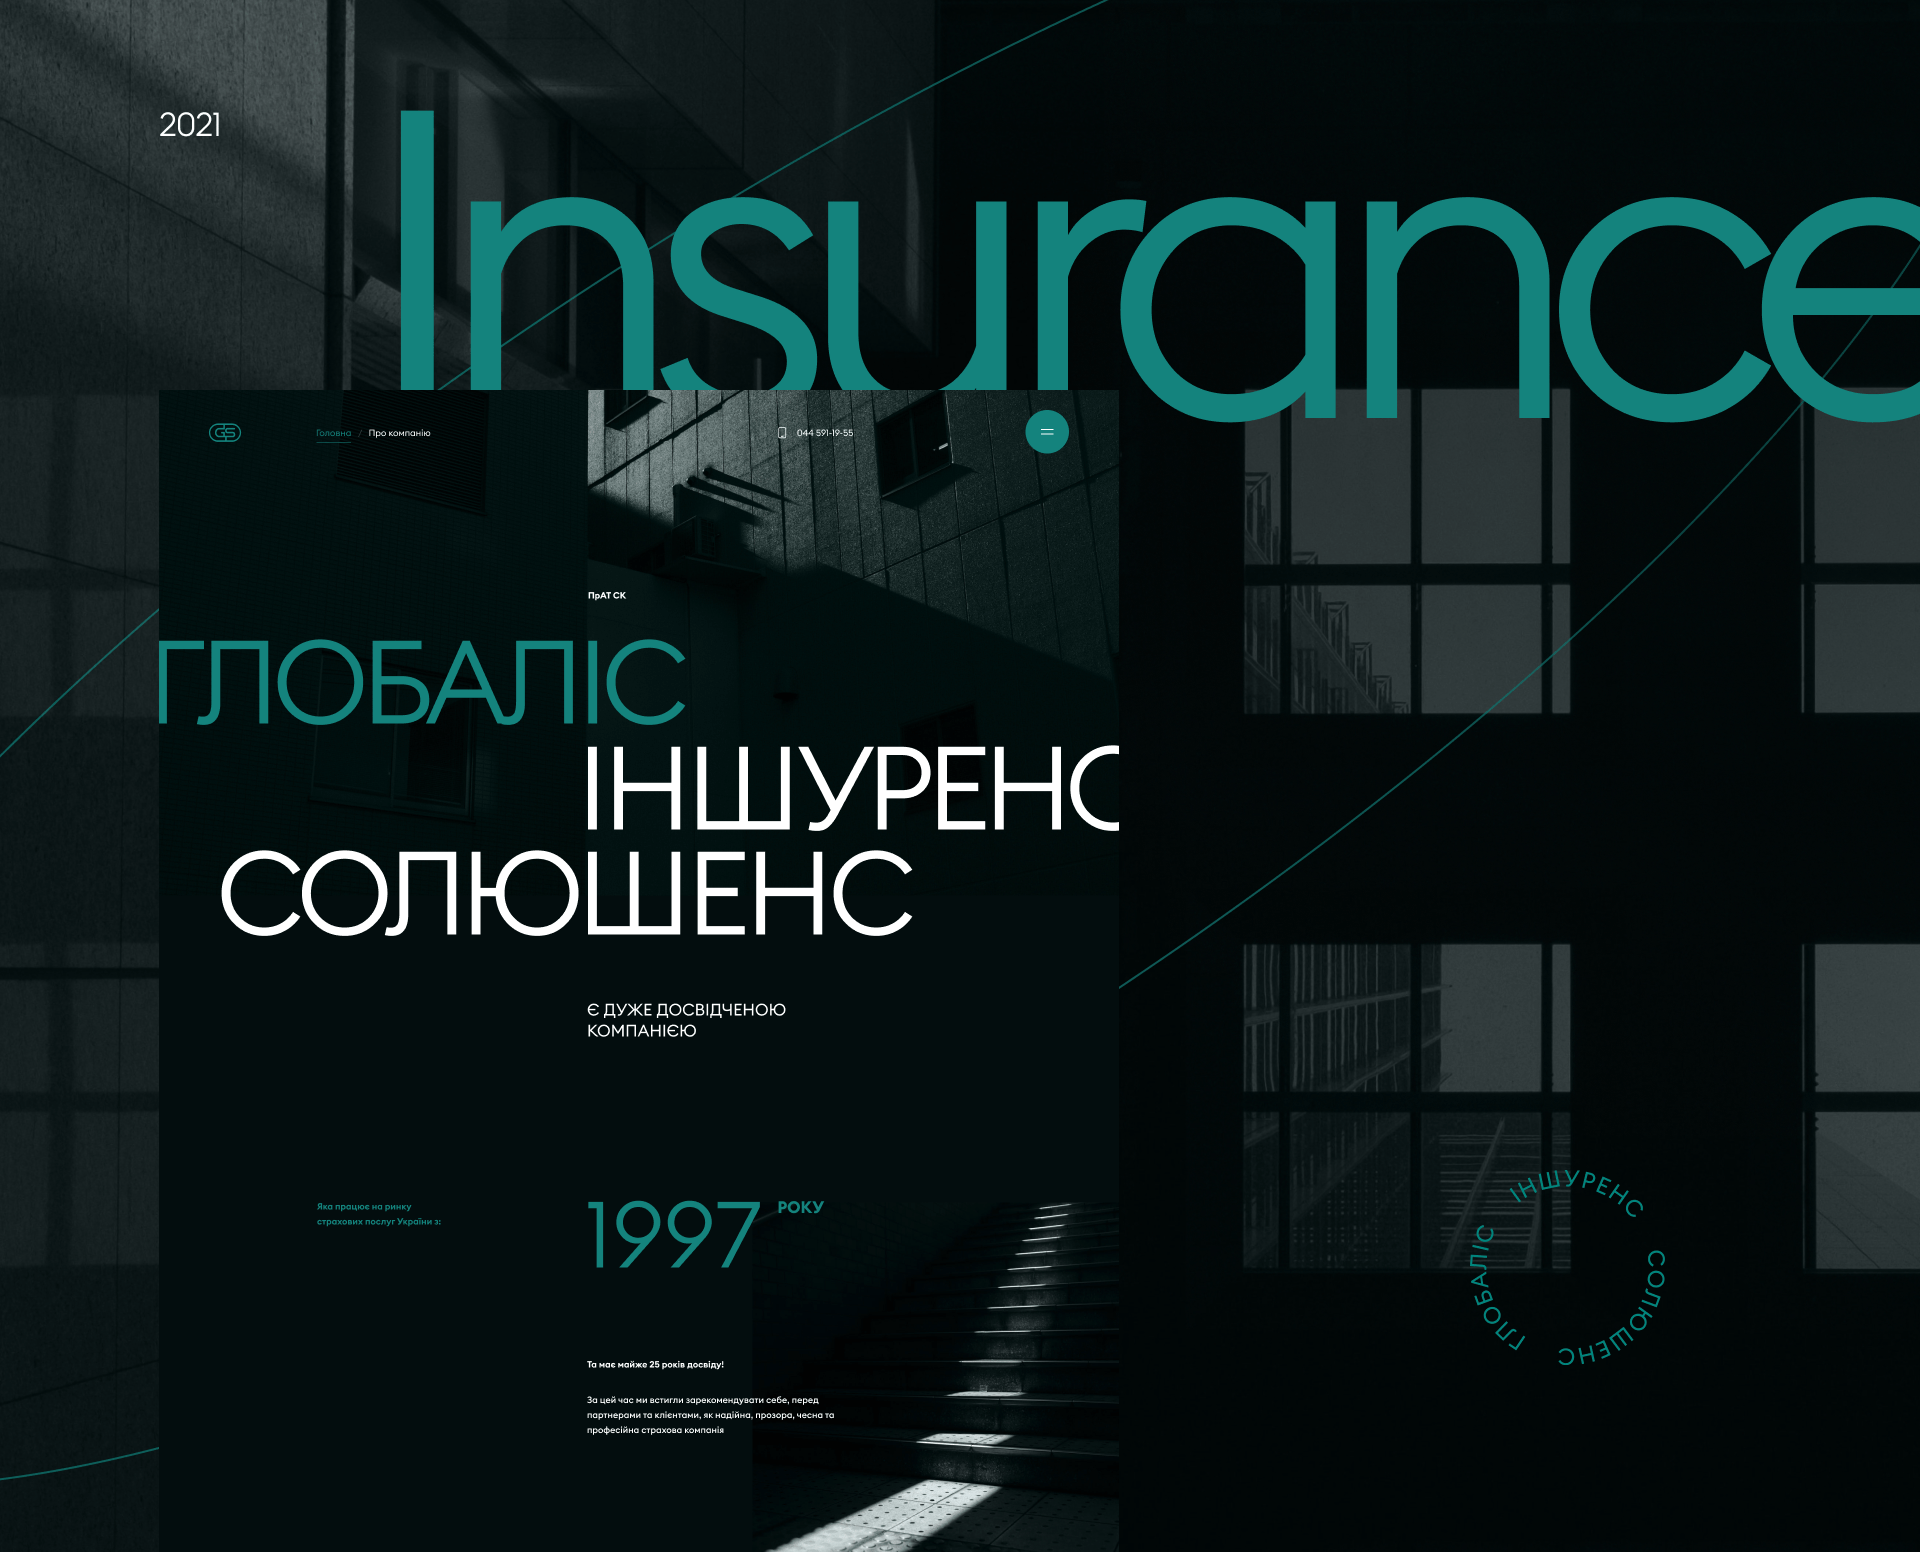 2021
Insurance
GS
Головна / Про компанію
044 591-19-55
ПрАТ СК
ГЛОБАЛІС
ІНШУРЕНС
СОЛЮШЕНС
Є ДУЖЕ ДОСВІДЧЕНОЮ
КОМПАНІЄЮ
Яка працює на ринку
страхових послуг України з:
1997 РОКУ
Та має майже 25 років досвіду!
За цей час ми встигли зарекомендувати себе, перед
партнерами та клієнтами, як надійна, прозора, чесна та
професійна страхова компанія
ГЛОБАЛІС ІНШУРЕНС СОЛЮШЕНС